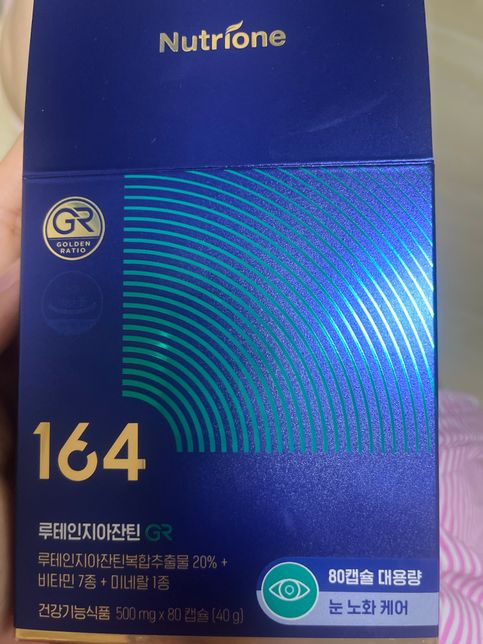 Nutrione
GR
GOLDEN
RATIO
164
루테인지아잔틴 GR
루테인지아잔틴복합추출물 20% +
비타민 7종 + 미네랄 1종
건강기능식품 500 mg x 80 캡슐 (40 g)
80캡슐 대용량
눈 노화 케어